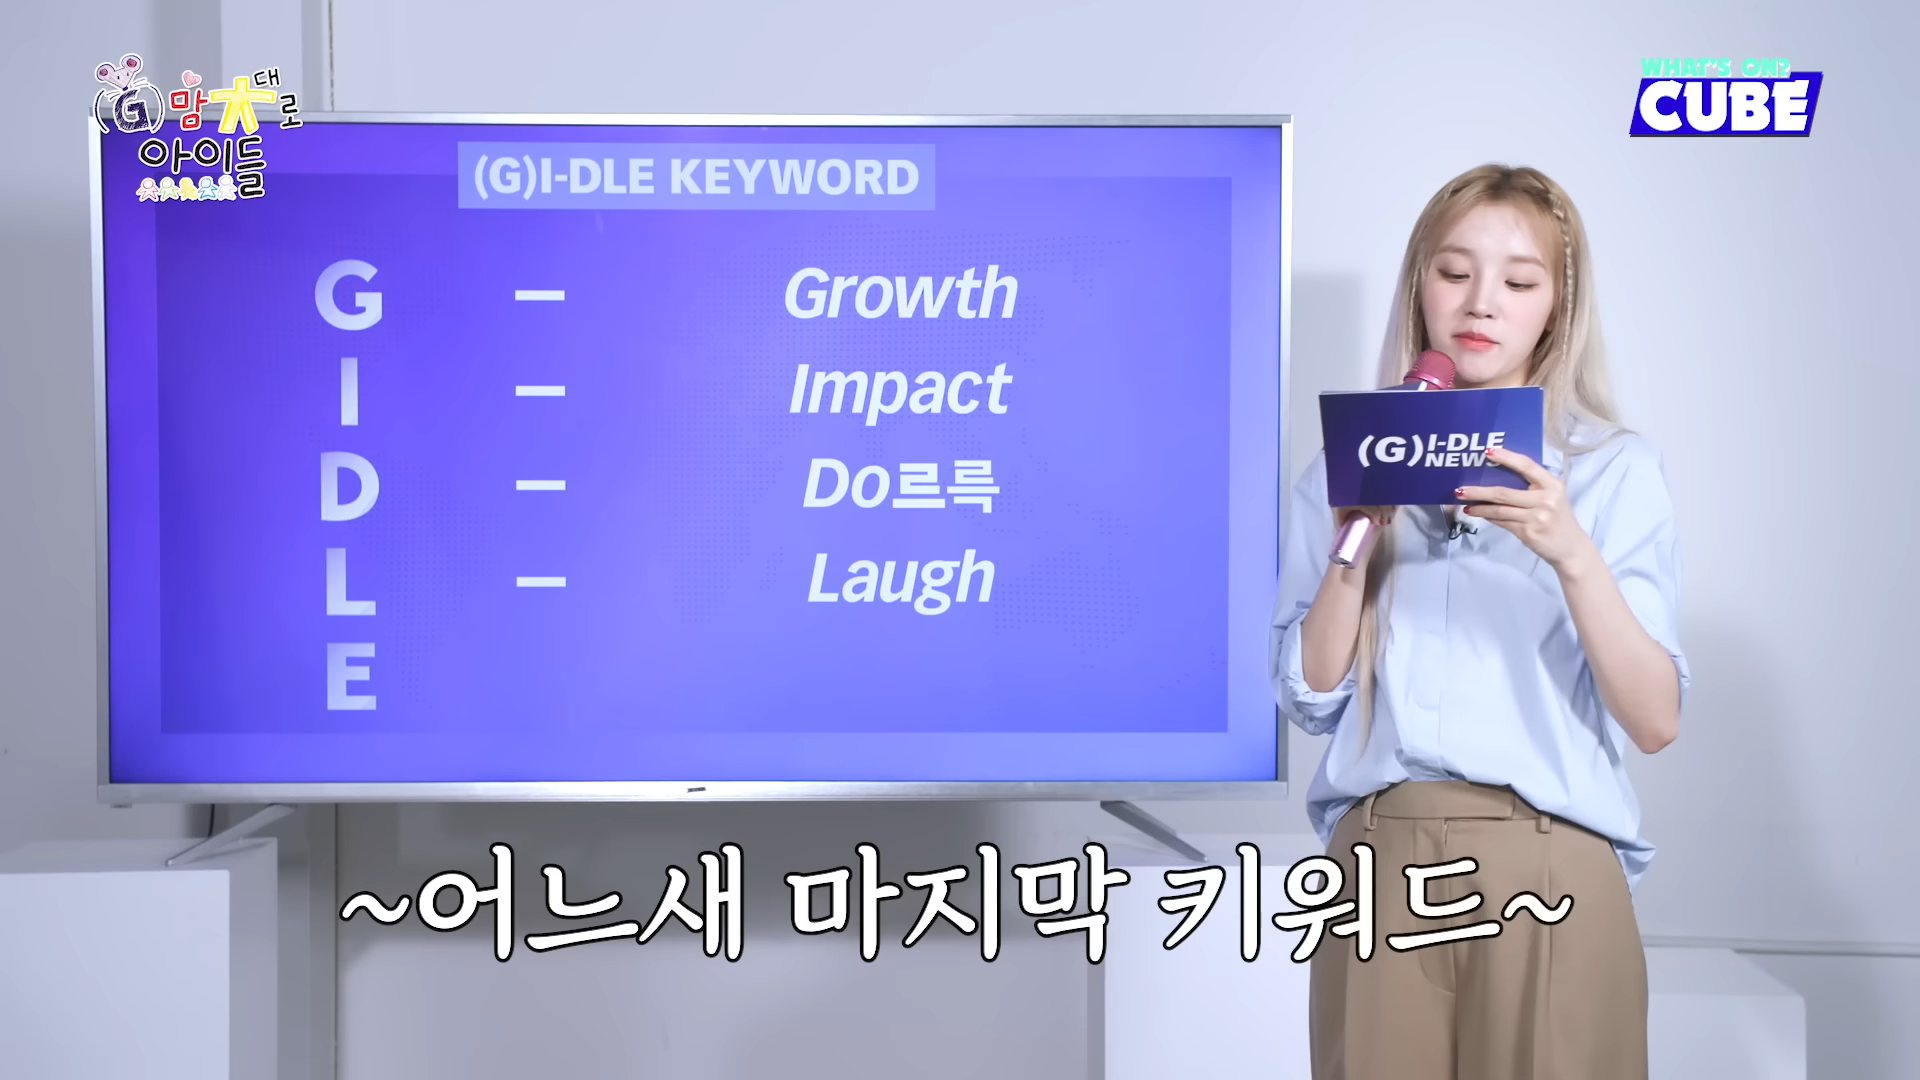 (G)맘大대로
아이들
WHAT'S ON?
CUBE
(G)I-DLE KEYWORD
G – Growth
I – Impact
D – Do르륵
L – Laugh
E
(G)I-DLE
NEWS
~어느새 마지막 키워드~